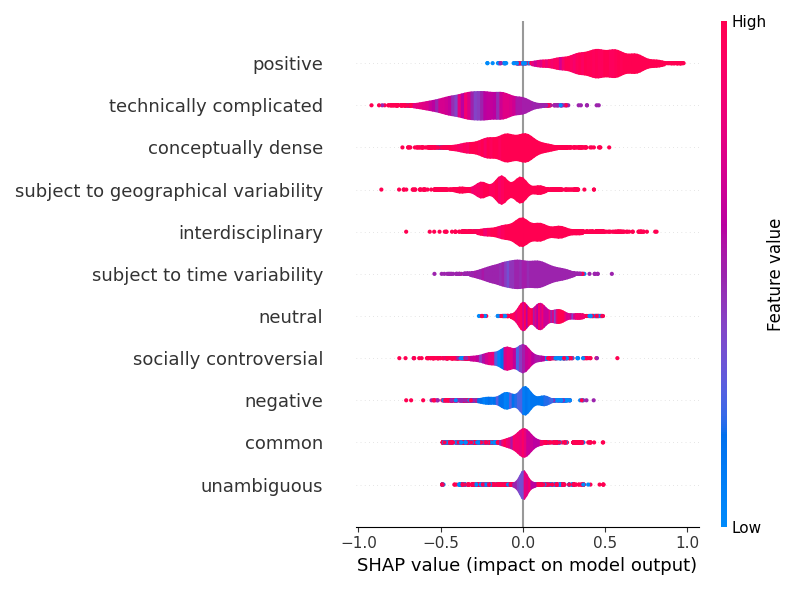 High
positive
technically complicated
conceptually dense
subject to geographical variability
interdisciplinary
subject to time variability
neutral
socially controversial
negative
common
unambiguous
Feature value
Low
−1.0 −0.5 0.0 0.5 1.0
SHAP value (impact on model output)